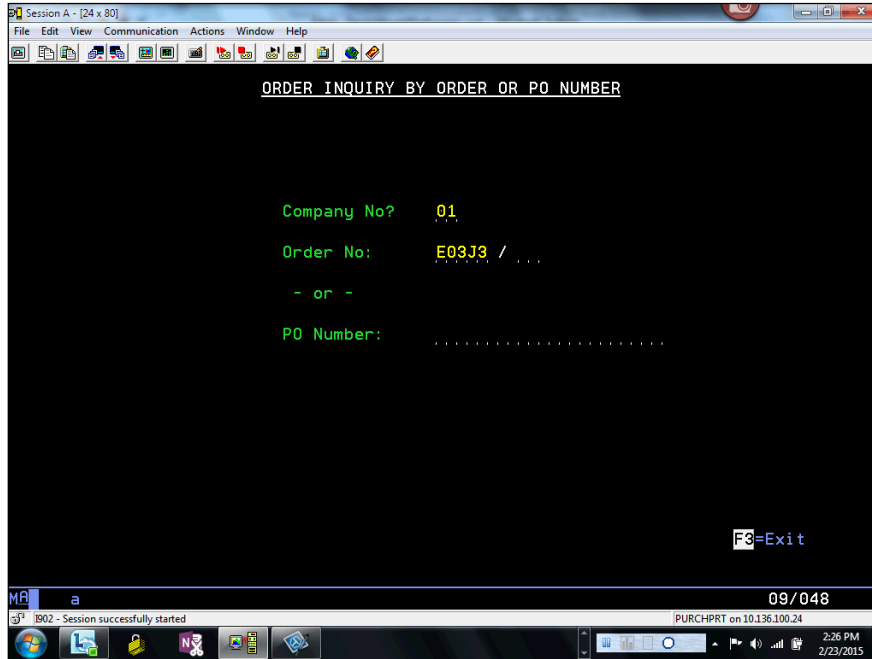 Session A - [24 x 80]
File Edit View Communication Actions Window Help
ORDER INQUIRY BY ORDER OR PO NUMBER
Company No? 01
Order No: E03J3 /
- or -
PO Number:
F3=Exit
MA a 09/048
I902 - Session successfully started PURCHPRT on 10.136.100.24
2:26 PM
2/23/2015